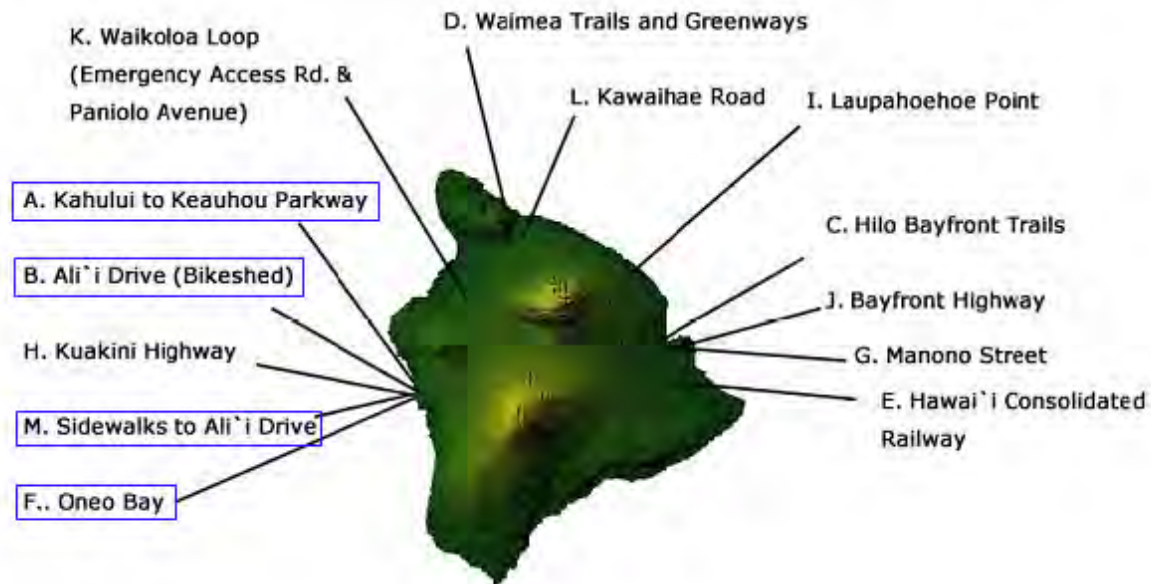 D. Waimea Trails and Greenways
K. Waikoloa Loop
(Emergency Access Rd. &
Paniolo Avenue)
L. Kawaihae Road
I. Laupahoehoe Point
A. Kahului to Keauhou Parkway
C. Hilo Bayfront Trails
B. Ali`i Drive (Bikeshed)
J. Bayfront Highway
H. Kuakini Highway
G. Manono Street
E. Hawai`i Consolidated
Railway
M. Sidewalks to Ali`i Drive
F.. Oneo Bay